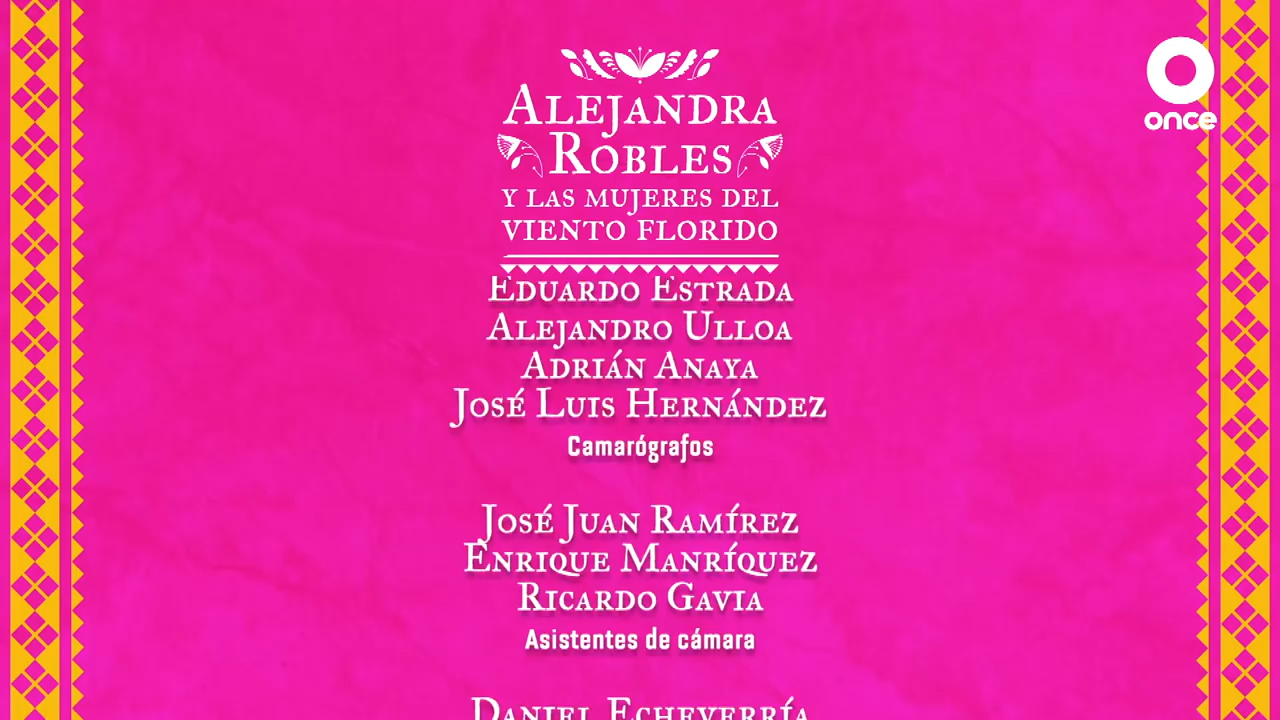 ALEJANDRA
ROBLES
Y LAS MUJERES DEL
VIENTO FLORIDO
once
EDUARDO ESTRADA
ALEJANDRO ULLOA
ADRIÁN ANAYA
JOSÉ LUIS HERNÁNDEZ
Camarógrafos
JOSÉ JUAN RAMÍREZ
ENRIQUE MANRÍQUEZ
RICARDO GAVIA
Asistentes de cámara
DANIEL ECHEVERRÍA